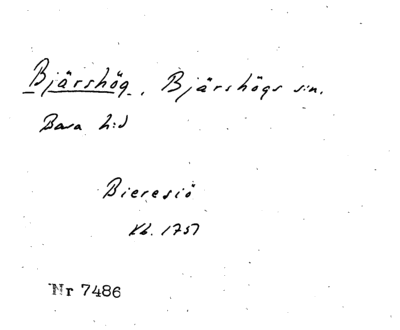 Bjärshög. Bjärshögs sn.
Bara h:d
Bieresiö
Kb. 1757
Nr 7486